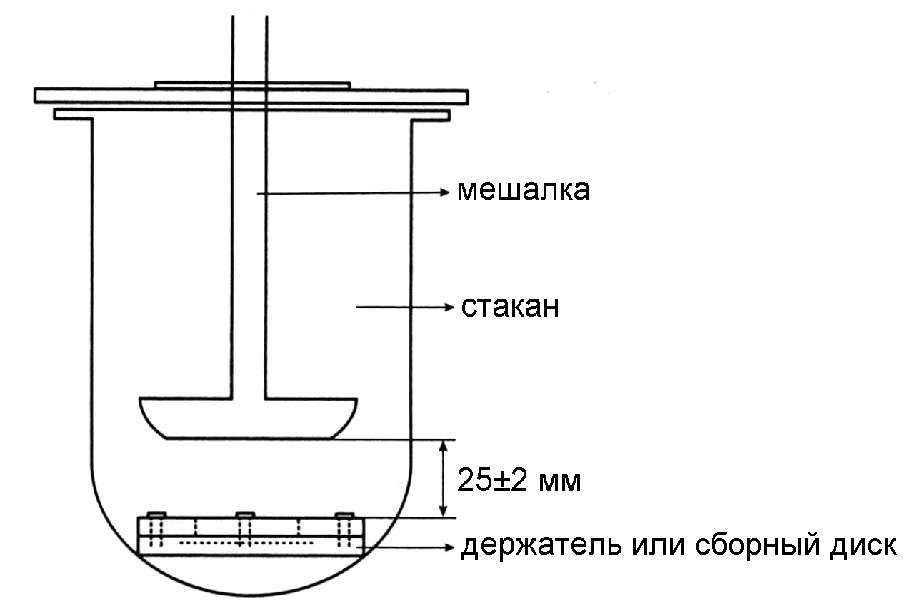 мешалка
стакан
25±2 мм
держатель или сборный диск